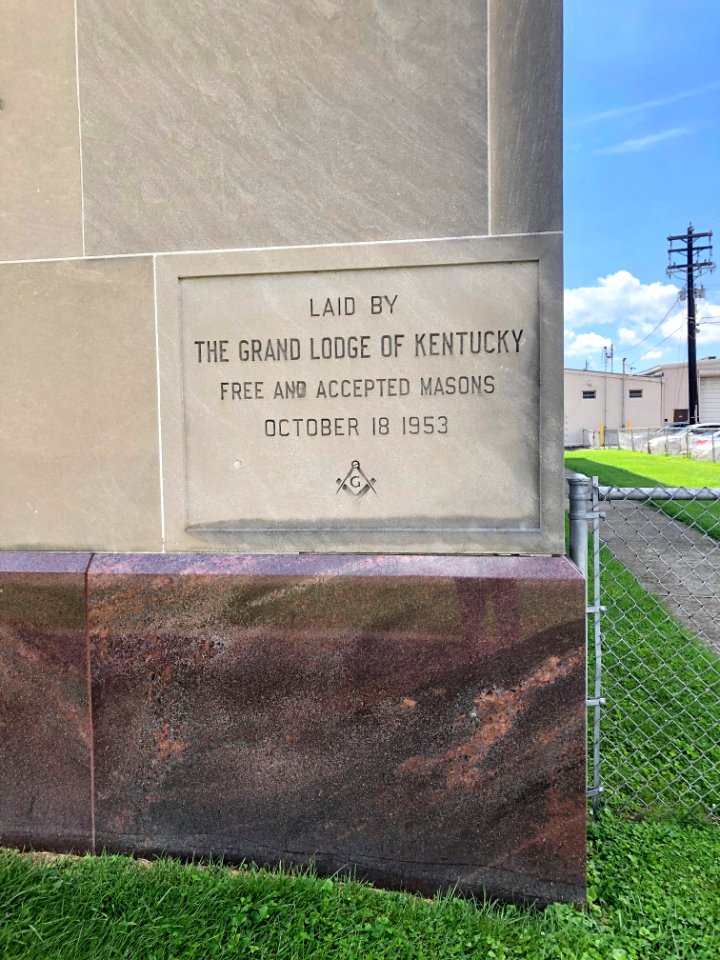 LAID BY
THE GRAND LODGE OF KENTUCKY
FREE AND ACCEPTED MASONS
OCTOBER 18 1953
G